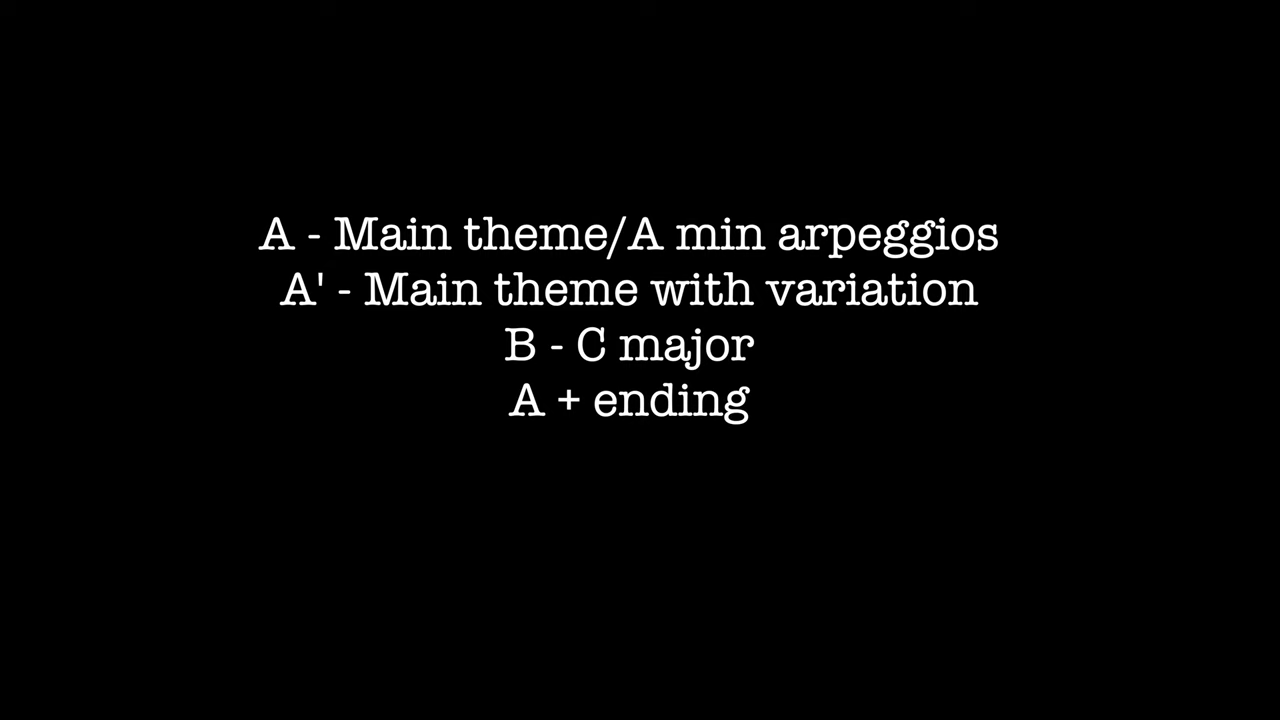 A - Main theme/A min arpeggios
A' - Main theme with variation
B - C major
A + ending